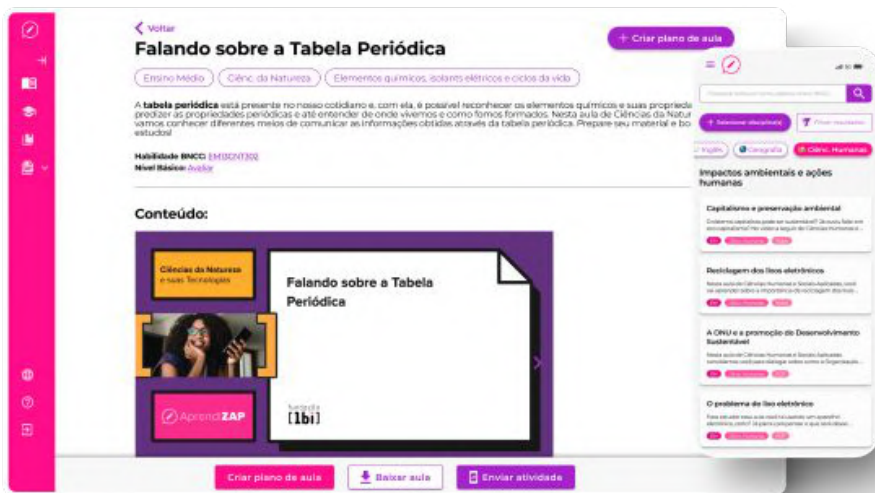 Voltar
+ Criar plano de aula
Falando sobre a Tabela Periódica
Ensino Médio
Ciênc. da Natureza
Elementos químicos, isolants elétricos e ciclos da vida
A tabela periódica está presente no nosso cotidiano e, com ela, é possível reconhecer os elementos químicos e suas proprieda
predizer as propriedades periódicas e até entender de onde vivemos e como fomos formados. Nesta aula de Ciências da Natur
vamos conhecer diferentes meios de comunicar as informações obtidas através da tabela periódica. Prepare seu material e bo
estudos!
Habilidade BNCC: EM13CNT302
Nível Básico: Avaliar
Conteúdo:
Ciências da Natureza
e suas Tecnologias
Falando sobre a Tabela
Periódica
AprendiZAP
fundação
[1bi]
Criar plano de aula
Baixar aula
Enviar atividade
+ Selecionar disciplina(s)
Filtrar resultados
Inglês
Geografia
Ciênc. Humanas
Impactos ambientais e ações
humanas
Capitalismo e preservação ambiental
Reciclagem dos lixos eletrônicos
A ONU e a promoção do Desenvolvimento
Sustentável
O problema do lixo eletrônico